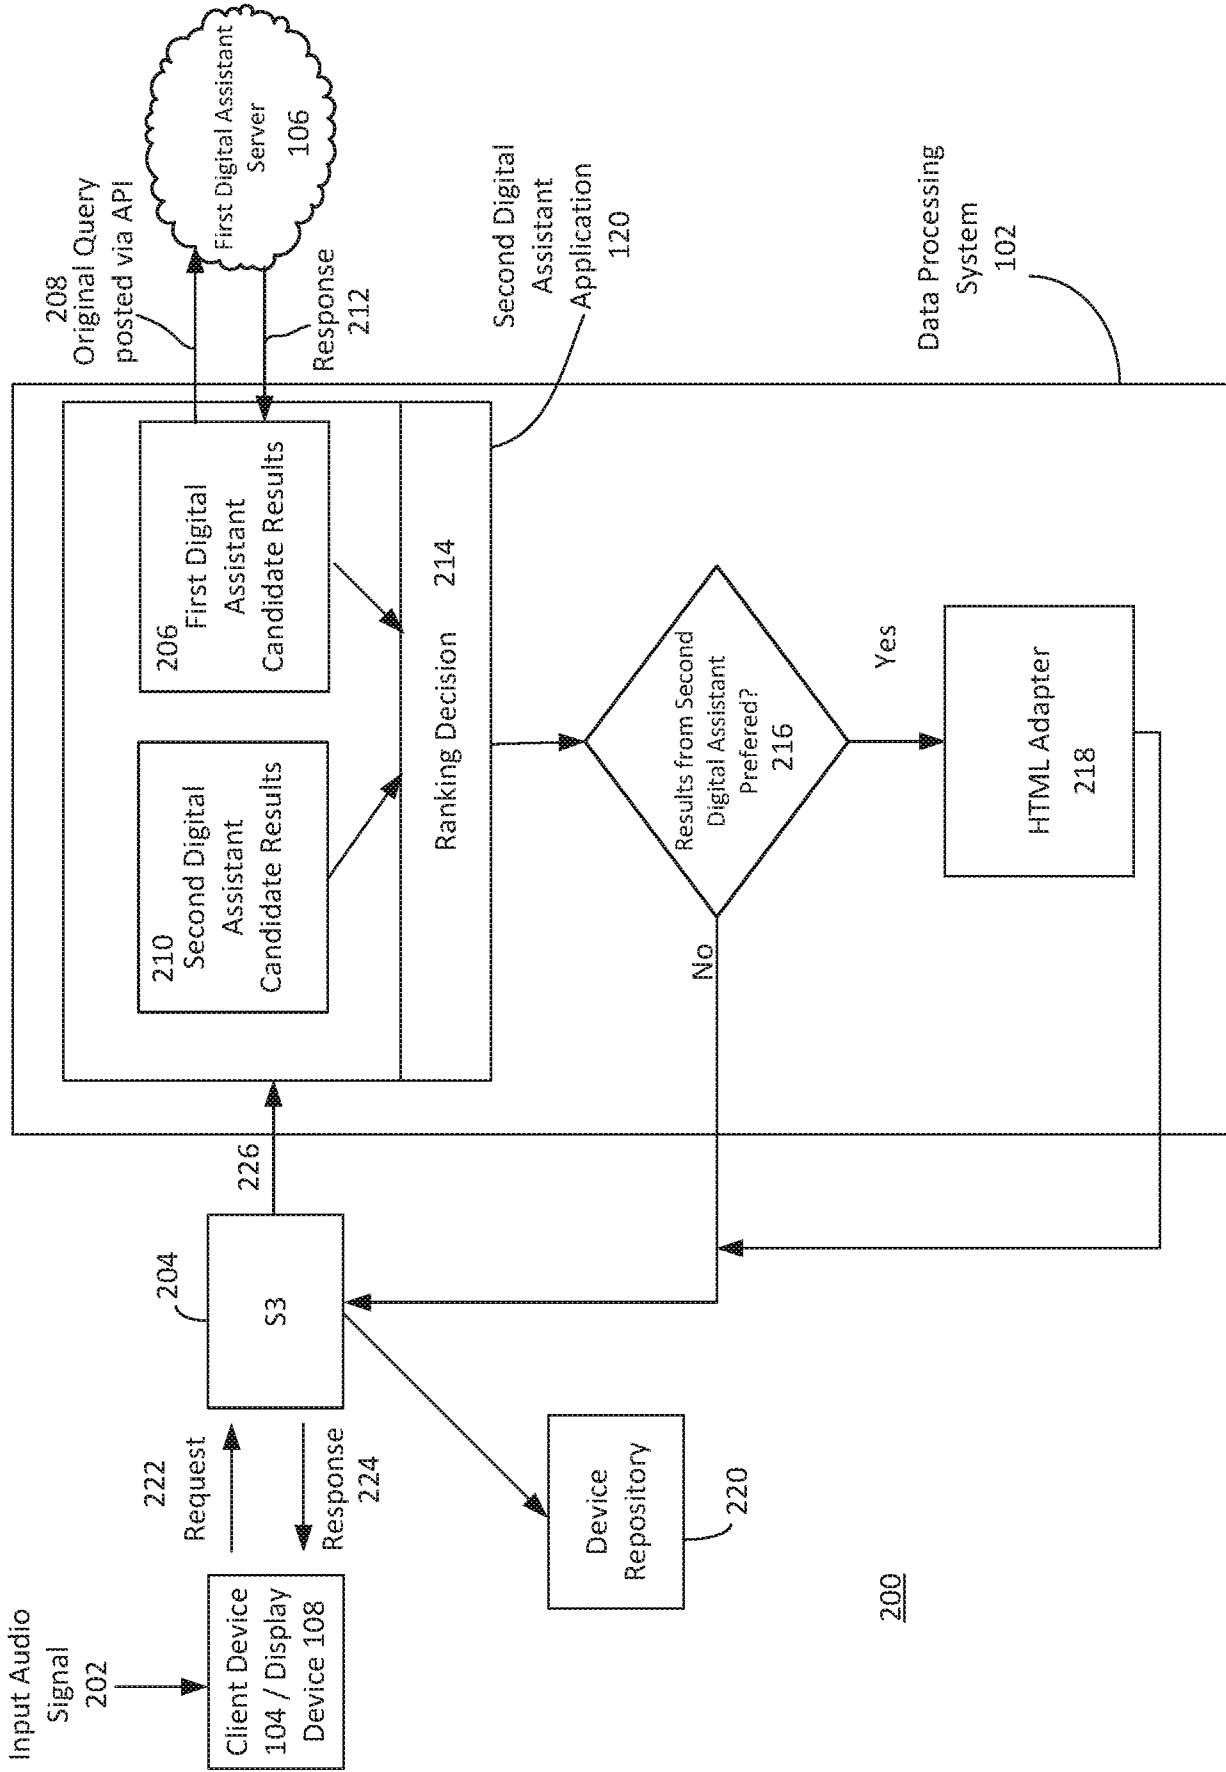 Input Audio
Signal
202
Client Device
104 / Display
Device 108
222
Request
Response
224
204
S3
226
Device
Repository
220
200
210
Second Digital
Assistant
Candidate Results
206
First Digital
Assistant
Candidate Results
Ranking Decision
214
208
Original Query
posted via API
First Digital Assistant
Server
106
Response
212
Second Digital
Assistant
Application
120
Data Processing
System
102
Results from Second
Digital Assistant
Prefered?
216
No
Yes
HTML Adapter
218